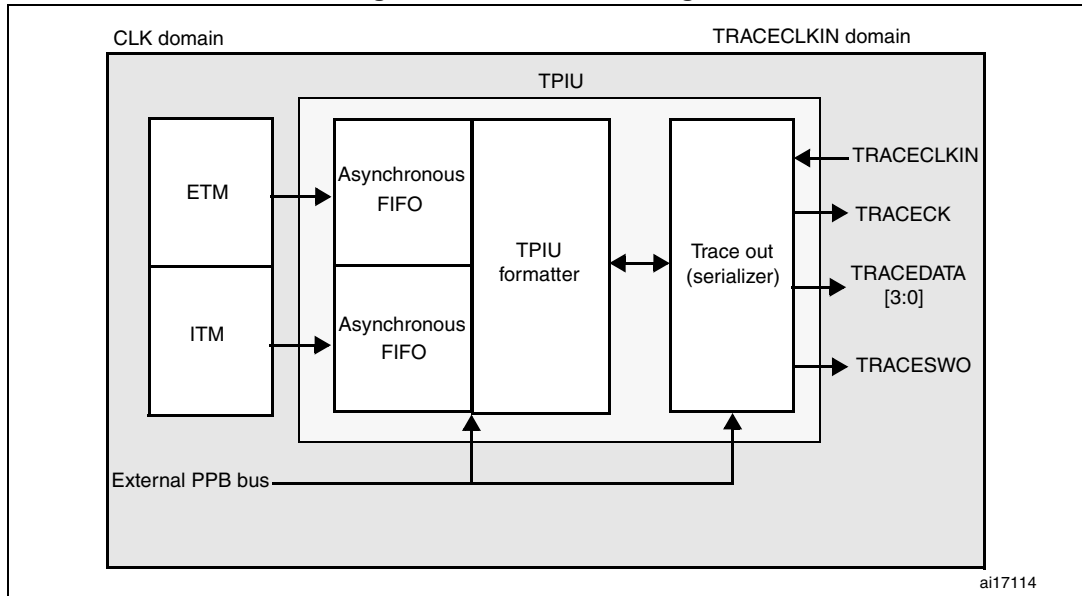 CLK domain
TRACECLKIN domain
TPIU
ETM
Asynchronous
FIFO
ITM
Asynchronous
FIFO
TPIU
formatter
Trace out
(serializer)
TRACECLKIN
TRACECK
TRACEDATA
[3:0]
TRACESWO
External PPB bus
ai17114